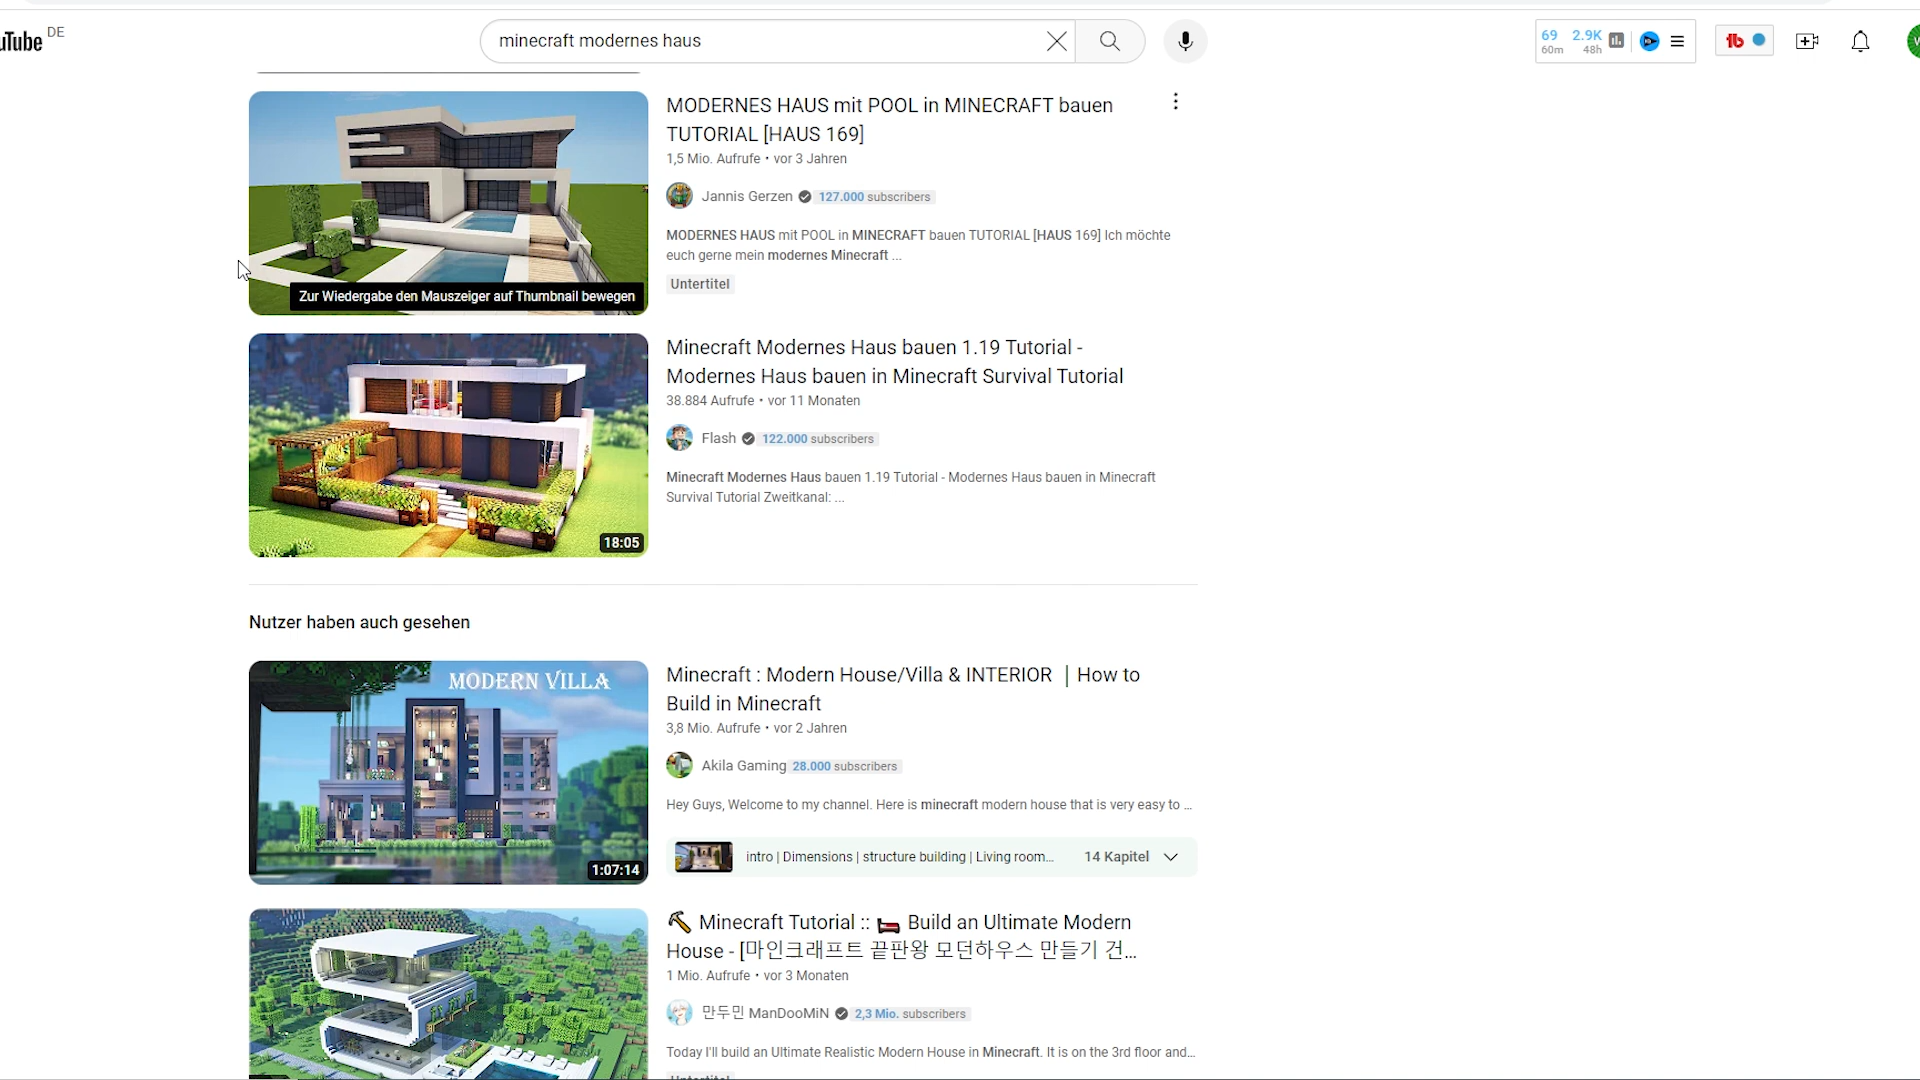 uTube DE
minecraft modernes haus
69 2.9K
60m 48h
MODERNES HAUS mit POOL in MINECRAFT bauen
TUTORIAL [HAUS 169]
1,5 Mio. Aufrufe • vor 3 Jahren
Jannis Gerzen 127.000 subscribers
MODERNES HAUS mit POOL in MINECRAFT bauen TUTORIAL [HAUS 169] Ich möchte
euch gerne mein modernes Minecraft ...
Untertitel
Zur Wiedergabe den Mauszeiger auf Thumbnail bewegen
Minecraft Modernes Haus bauen 1.19 Tutorial -
Modernes Haus bauen in Minecraft Survival Tutorial
38.884 Aufrufe • vor 11 Monaten
Flash 122.000 subscribers
Minecraft Modernes Haus bauen 1.19 Tutorial - Modernes Haus bauen in Minecraft
Survival Tutorial Zweitkanal: ...
18:05
Nutzer haben auch gesehen
MODERN VILLA
1:07:14
Minecraft : Modern House/Villa & INTERIOR │How to
Build in Minecraft
3,8 Mio. Aufrufe • vor 2 Jahren
Akila Gaming 28.000 subscribers
Hey Guys, Welcome to my channel. Here is minecraft modern house that is very easy to ...
intro | Dimensions | structure building | Living room... 14 Kapitel
🔨 Minecraft Tutorial :: 🛏️ Build an Ultimate Modern
House - [마인크래프트 끝판왕 모던하우스 만들기 건...
1 Mio. Aufrufe • vor 3 Monaten
만두민 ManDooMiN 2,3 Mio. subscribers
Today I'll build an Ultimate Realistic Modern House in Minecraft. It is on the 3rd floor and...
Untertitel